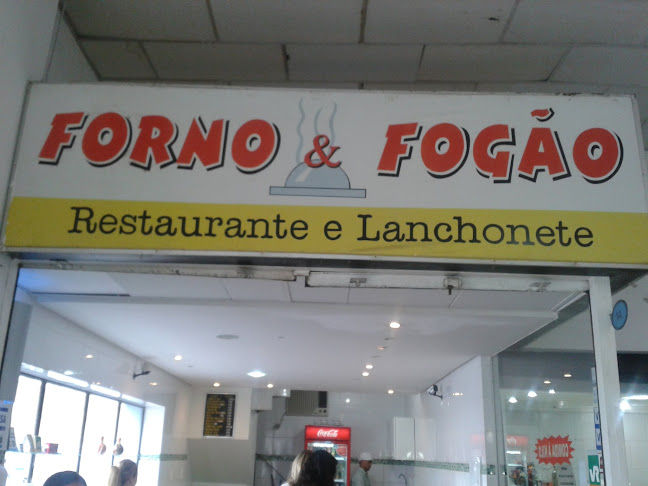 FORNO & FOGÃO
Restaurante e Lanchonete
Coca-Cola